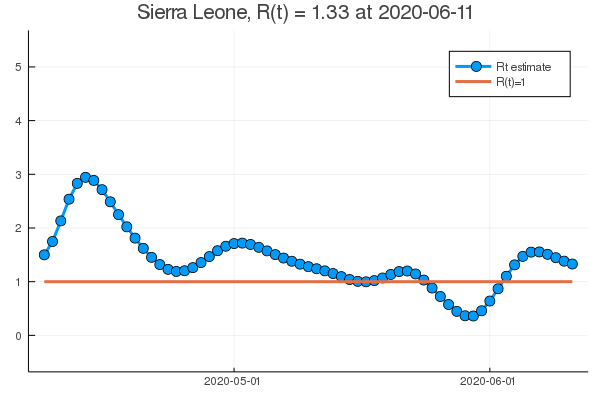 Sierra Leone, R(t) = 1.33 at 2020-06-11
Rt estimate
R(t)=1
5
4
3
2
1
0
2020-05-01
2020-06-01